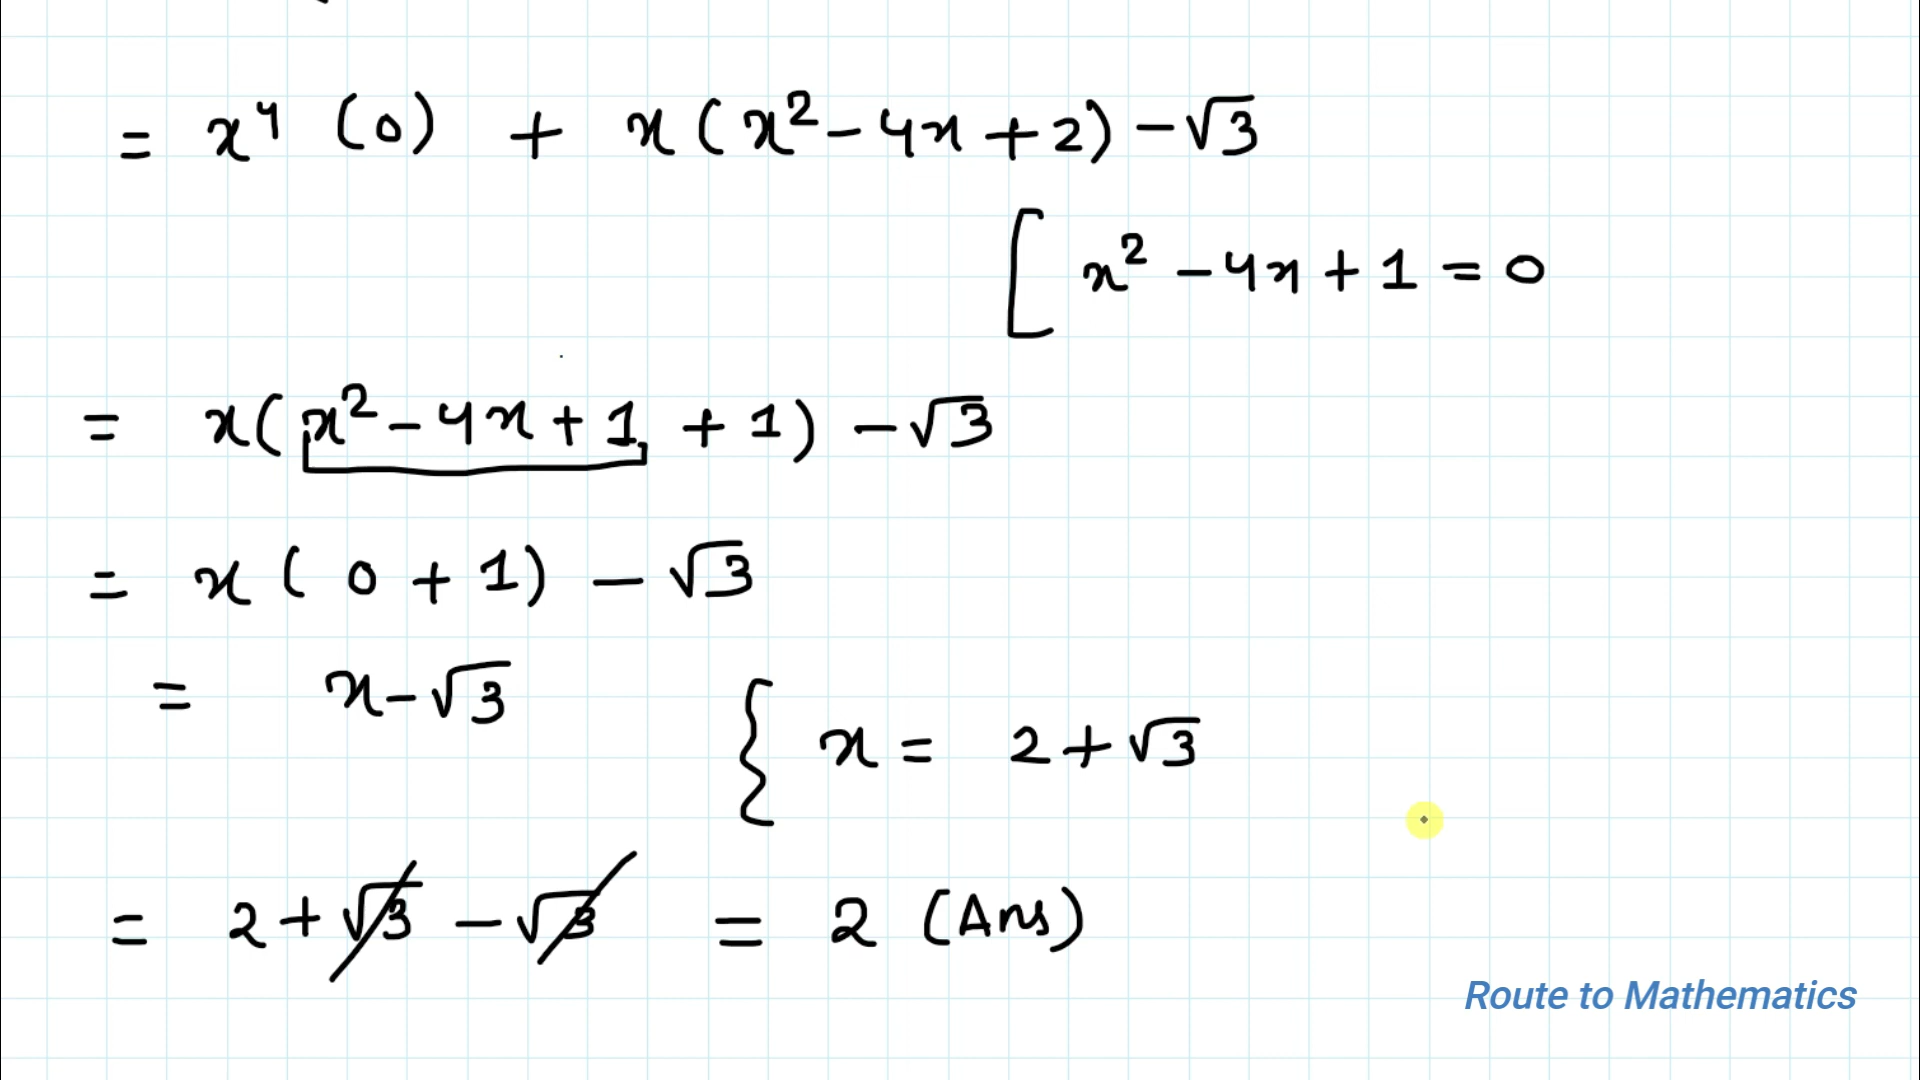 = x⁴ (0) + x(x² - 4x + 2) - √3
[ x² - 4x + 1 = 0
= x(x² - 4x + 1 + 1) - √3
= x( 0 + 1) - √3
= x - √3
{ x = 2 + √3
= 2 + √3 - √3 = 2 (Ans)
Route to Mathematics